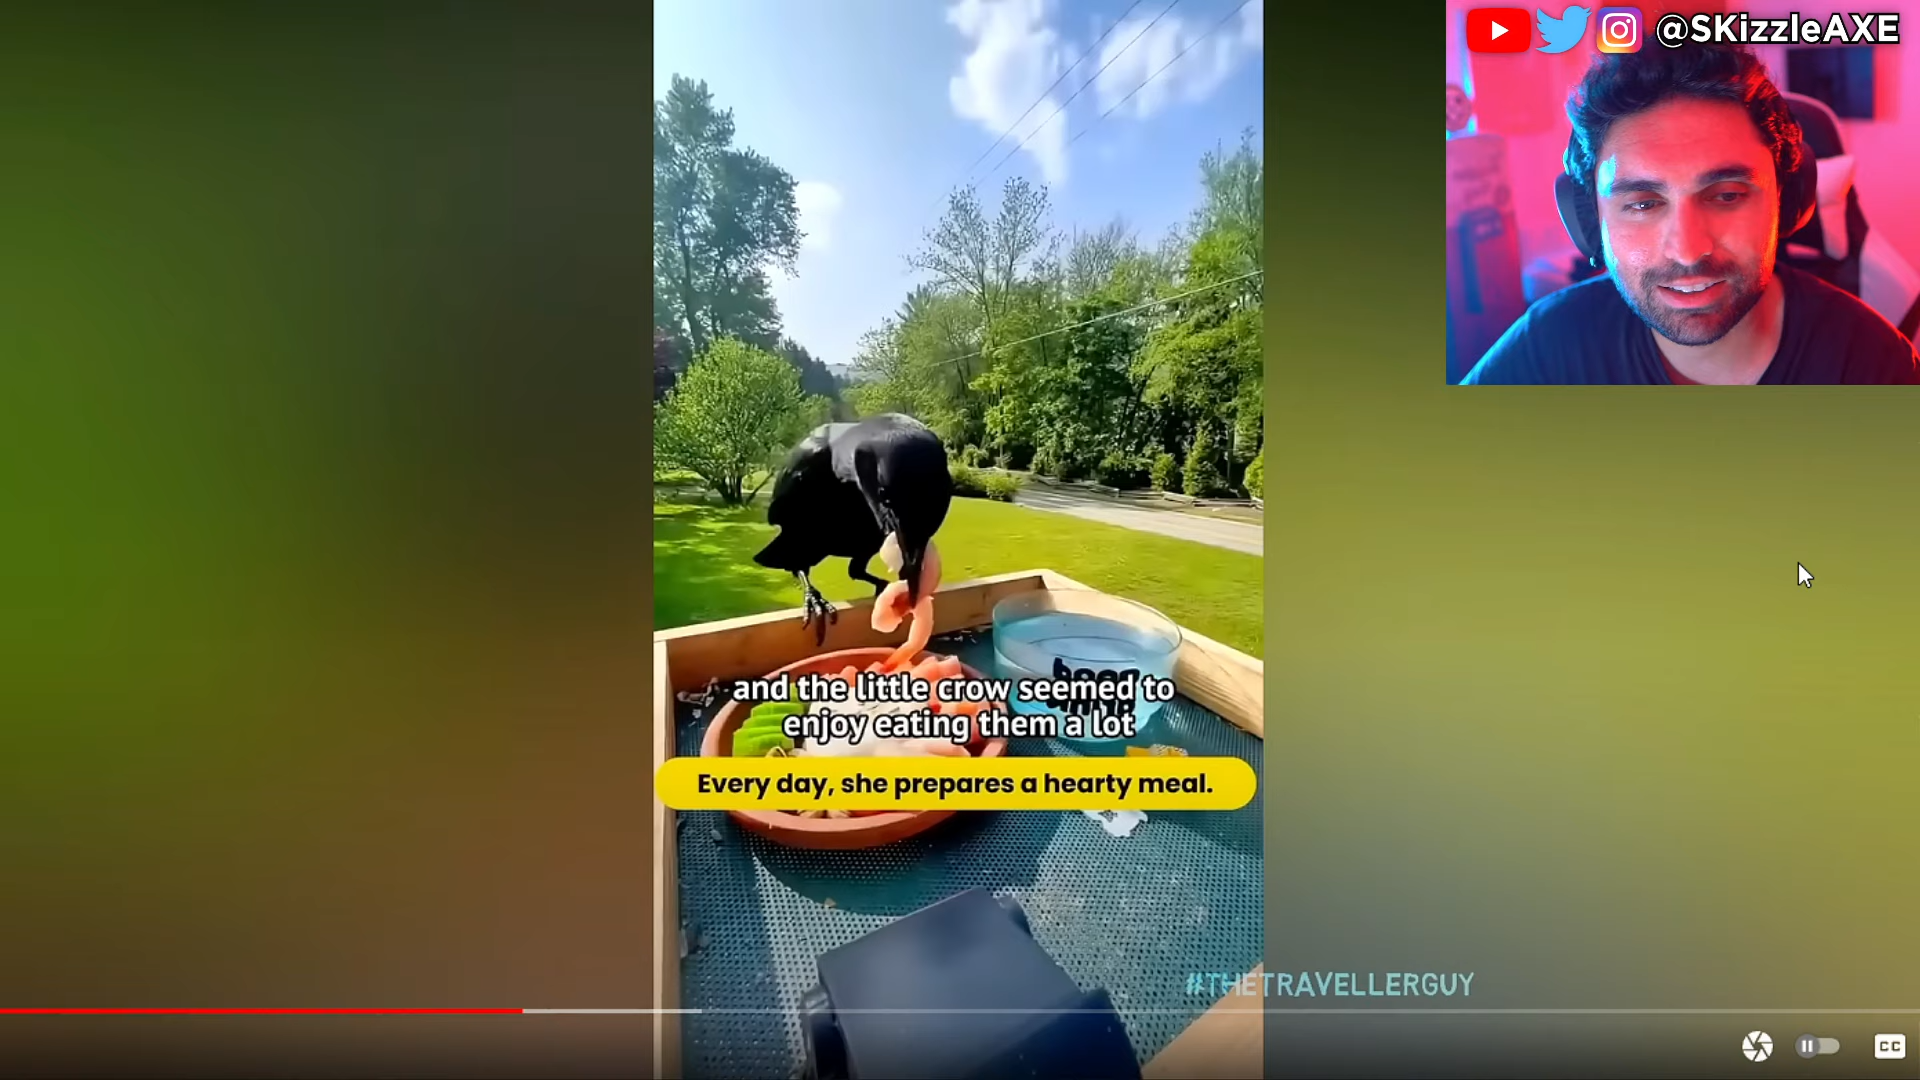 @SKizzleAXE
and the little crow seemed to
enjoy eating them a lot
Every day, she prepares a hearty meal.
#THETRAVELLERGUY
CC